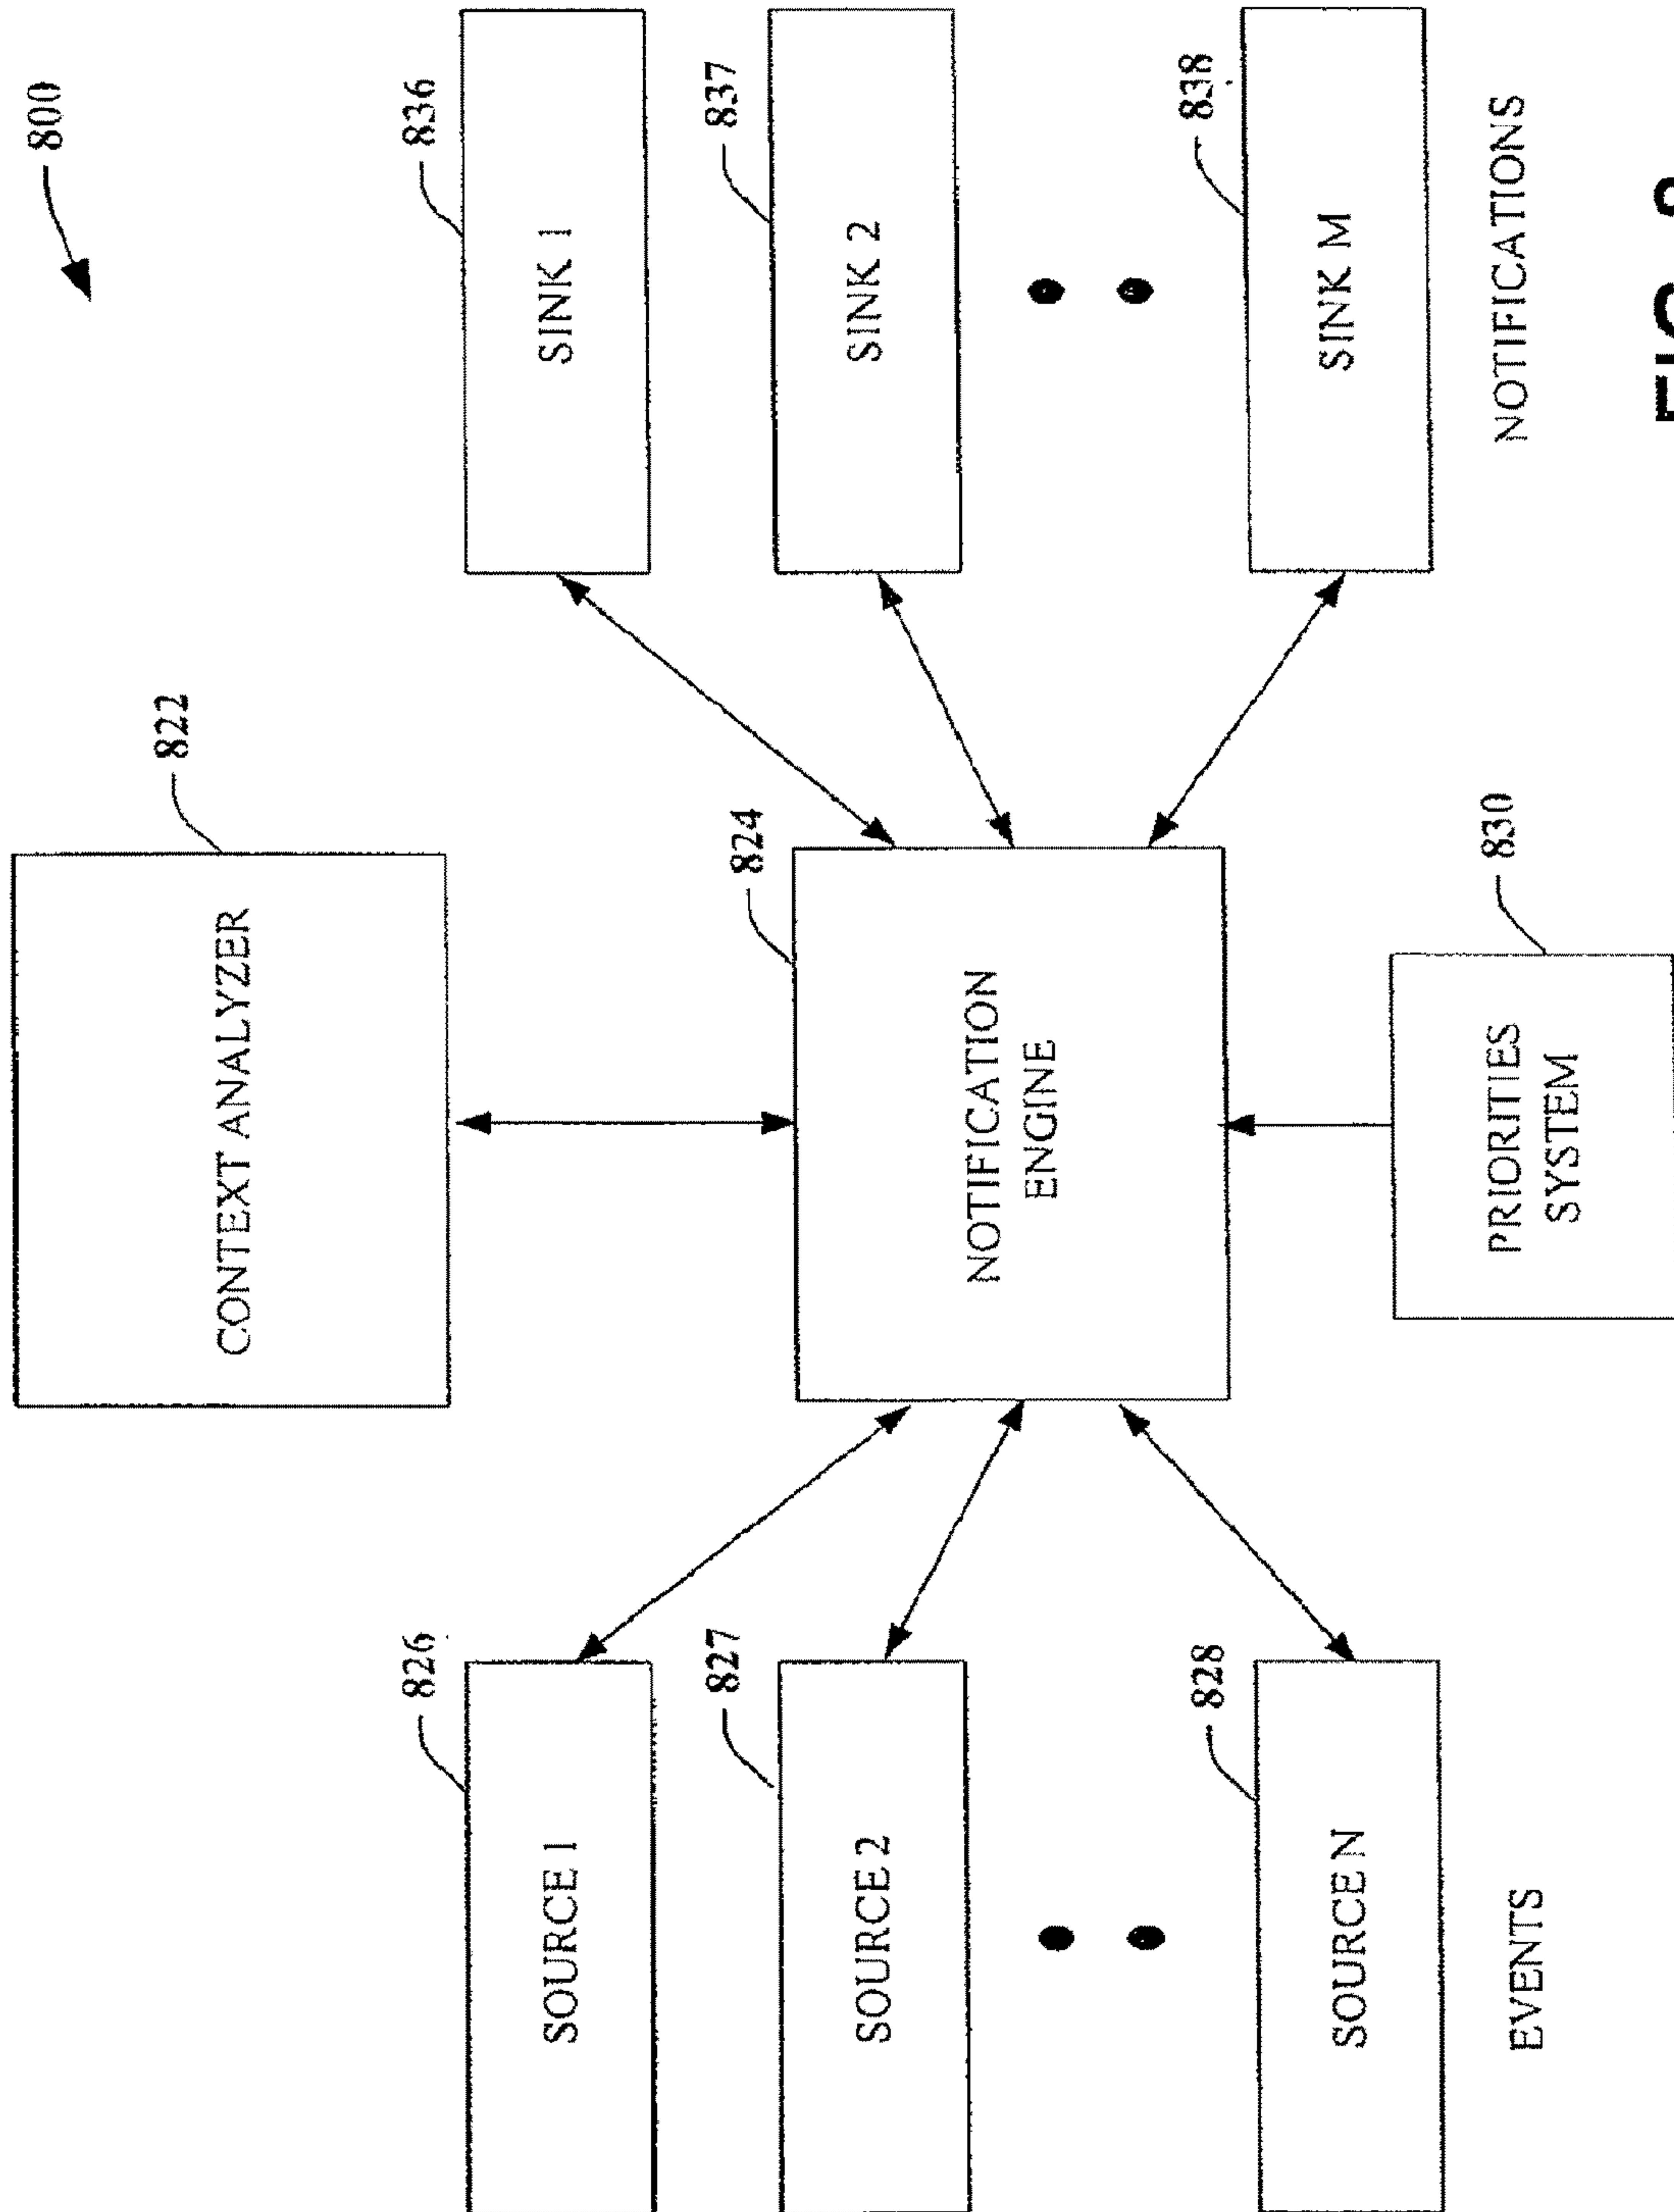 800
822
CONTEXT ANALYZER
826
824
836
SOURCE 1
SINK 1
827
837
SOURCE 2
NOTIFICATION
ENGINE
SINK 2
828
838
SOURCE N
SINK M
830
PRIORITIES
SYSTEM
EVENTS
NOTIFICATIONS